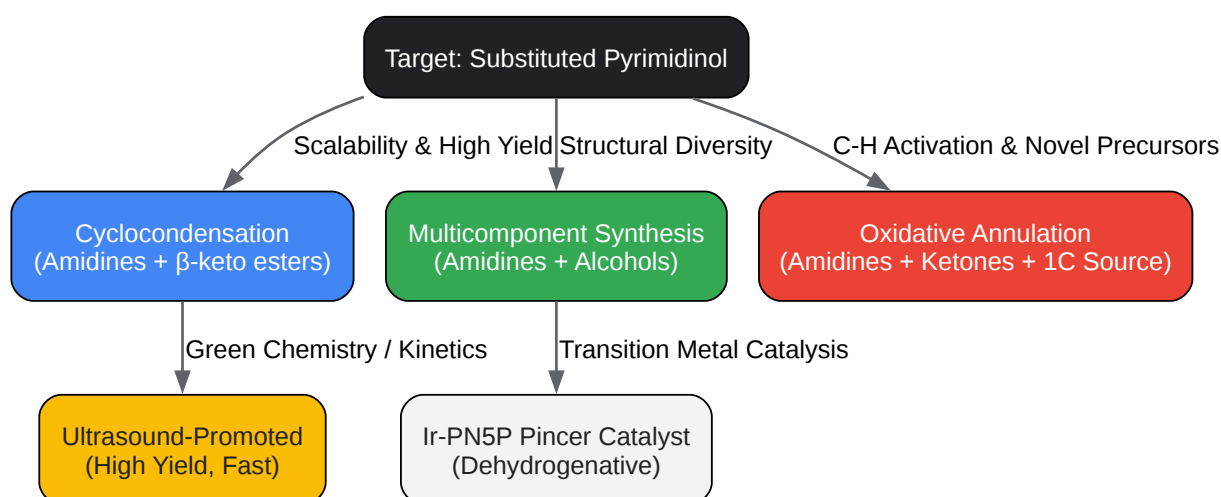 Target: Substituted Pyrimidinol
Scalability & High Yield
Structural Diversity
C-H Activation & Novel Precursors
Cyclocondensation
(Amidines + β-keto esters)
Multicomponent Synthesis
(Amidines + Alcohols)
Oxidative Annulation
(Amidines + Ketones + 1C Source)
Green Chemistry / Kinetics
Transition Metal Catalysis
Ultrasound-Promoted
(High Yield, Fast)
Ir-PN5P Pincer Catalyst
(Dehydrogenative)